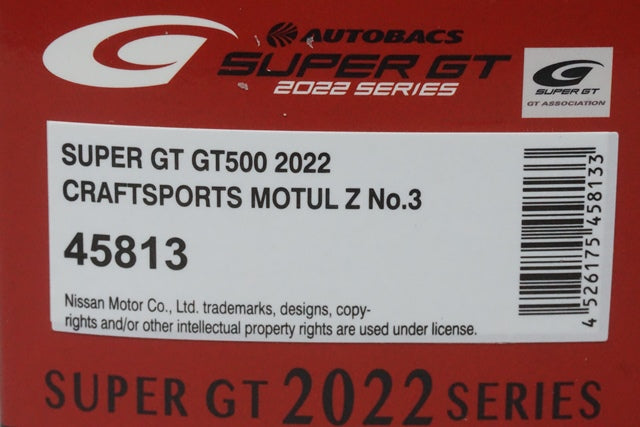 AUTOBACS
SUPER GT
2022 SERIES
SUPER GT
GT ASSOCIATION
SUPER GT GT500 2022
CRAFTSPORTS MOTUL Z No.3
45813
Nissan Motor Co., Ltd. trademarks, designs, copy-
rights and/or other intellectual property rights are used under license.
4 526175 458133
SUPER GT 2022 SERIES